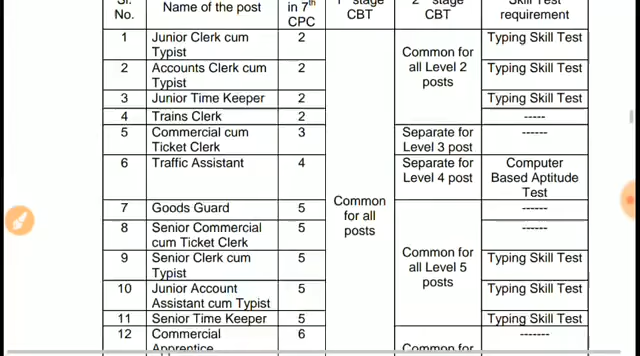 Sl. Name of the post in 7th 1st stage 2nd stage Skill Test
No. CPC CBT CBT requirement
1 Junior Clerk cum Typist 2 Typing Skill Test
2 Accounts Clerk cum Typist 2 Typing Skill Test
3 Junior Time Keeper 2 Typing Skill Test
4 Trains Clerk 2 -----
Common for all Level 2 posts
5 Commercial cum Ticket Clerk 3 Separate for Level 3 post ------
6 Traffic Assistant 4 Separate for Level 4 post Computer Based Aptitude Test
Common for all posts
7 Goods Guard 5 ------
8 Senior Commercial cum Ticket Clerk 5 ------
9 Senior Clerk cum Typist 5 Typing Skill Test
10 Junior Account Assistant cum Typist 5 Typing Skill Test
11 Senior Time Keeper 5 Typing Skill Test
Common for all Level 5 posts
12 Commercial Apprentice 6 Common for -------